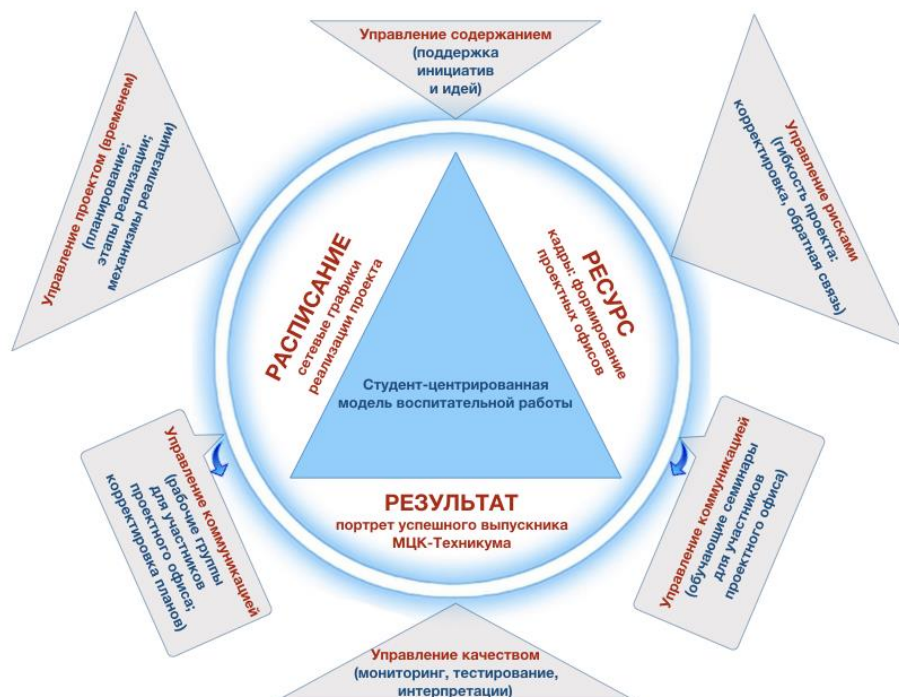 Управление содержанием
(поддержка
инициатив
и идей)
Управление проектом (временем)
(планирование;
этапы реализации;
механизмы реализации)
Управление рисками
(гибкость проекта:
корректировка, обратная связь)
РАСПИСАНИЕ
сетевые графики
реализации проекта
РЕСУРС
кадры: формирование
проектных офисов
Студент-центрированная
модель воспитательной работы
РЕЗУЛЬТАТ
портрет успешного выпускника
МЦК-Техникума
Управление коммуникацией
(рабочие группы
для участников
проектного офиса;
корректировка планов)
Управление коммуникацией
(обучающие семинары
для участников
проектного офиса)
Управление качеством
(мониторинг, тестирование,
интерпретации)